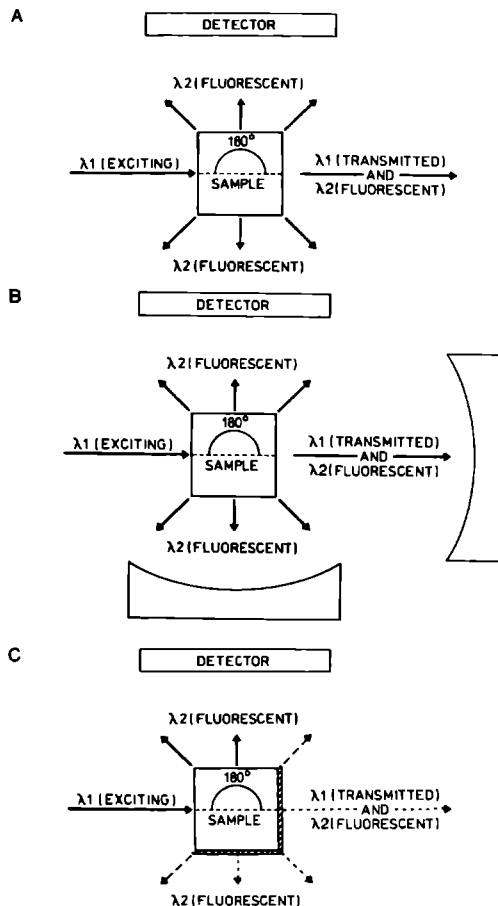 A
DETECTOR
λ2(FLUORESCENT)
180°
λ1(EXCITING)
SAMPLE
λ1(TRANSMITTED)
AND
λ2(FLUORESCENT)
λ2(FLUORESCENT)
B
DETECTOR
λ2(FLUORESCENT)
180°
λ1(EXCITING)
SAMPLE
λ1(TRANSMITTED)
AND
λ2(FLUORESCENT)
λ2(FLUORESCENT)
C
DETECTOR
λ2(FLUORESCENT)
180°
λ1(EXCITING)
SAMPLE
λ1(TRANSMITTED)
AND
λ2(FLUORESCENT)
λ2(FLUORESCENT)